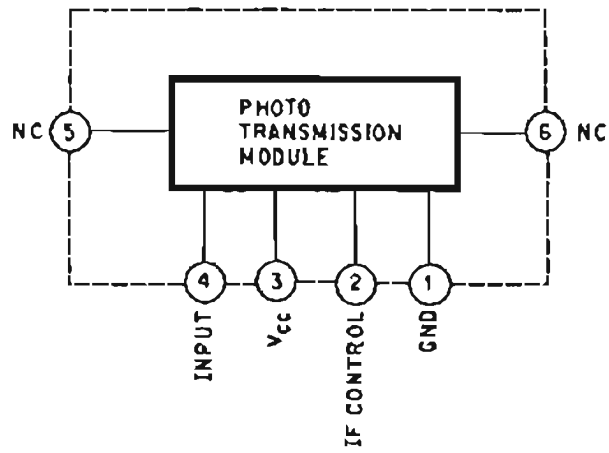 PHOTO
TRANSMISSION
MODULE
NC 5
6 NC
4
3
2
1
INPUT
Vcc
IF CONTROL
GND